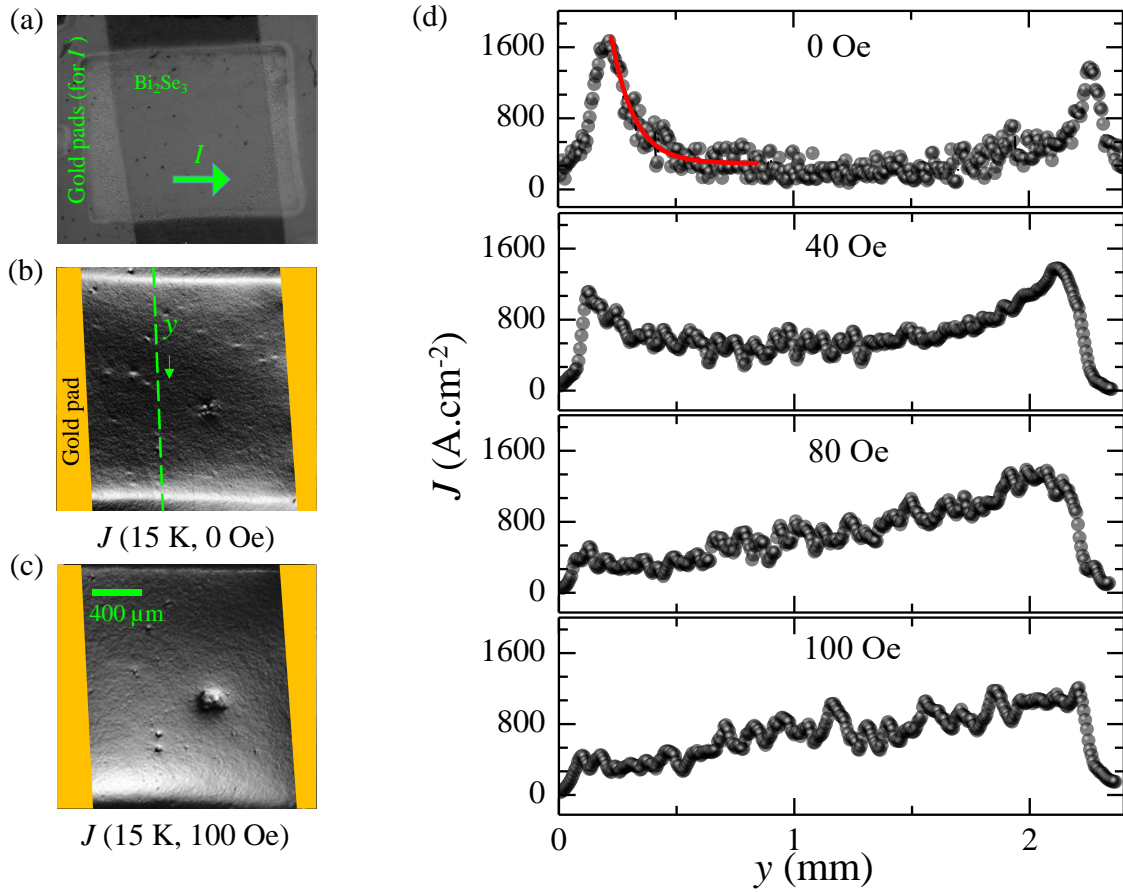 (a)
Gold pads (for I)
Bi₂Se₃
I
(b)
y
Gold pad
J (15 K, 0 Oe)
(c)
400 μm
J (15 K, 100 Oe)
(d)
0 Oe
1600
800
0
40 Oe
1600
800
0
80 Oe
1600
800
0
100 Oe
1600
800
0
J (A.cm⁻²)
0
1
2
y (mm)